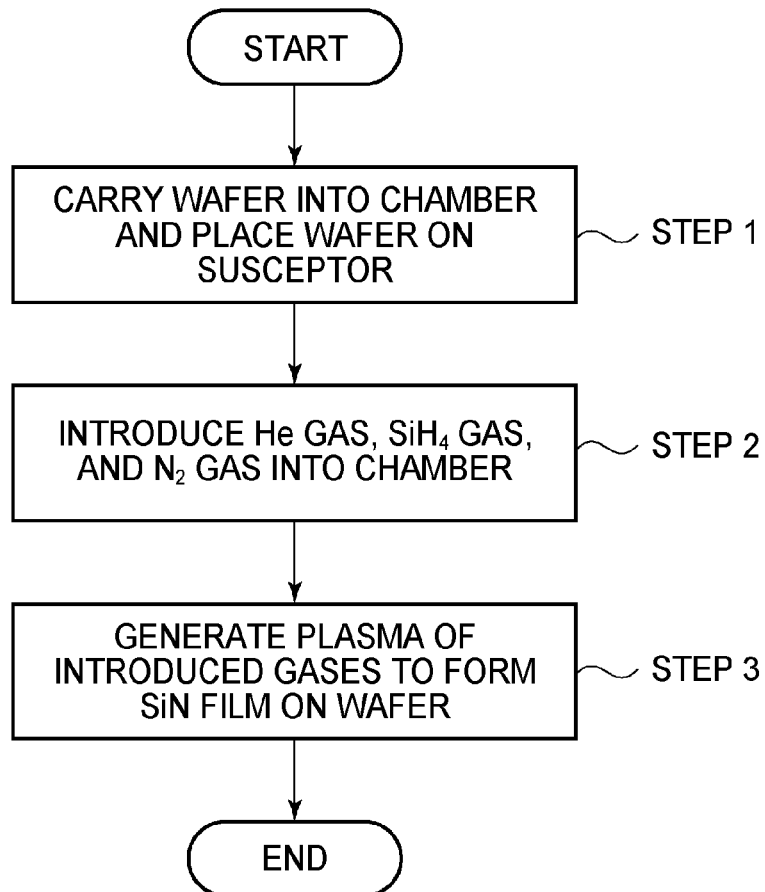 START
CARRY WAFER INTO CHAMBER
AND PLACE WAFER ON
SUSCEPTOR
STEP 1
INTRODUCE He GAS, SiH₄ GAS,
AND N₂ GAS INTO CHAMBER
STEP 2
GENERATE PLASMA OF
INTRODUCED GASES TO FORM
SiN FILM ON WAFER
STEP 3
END